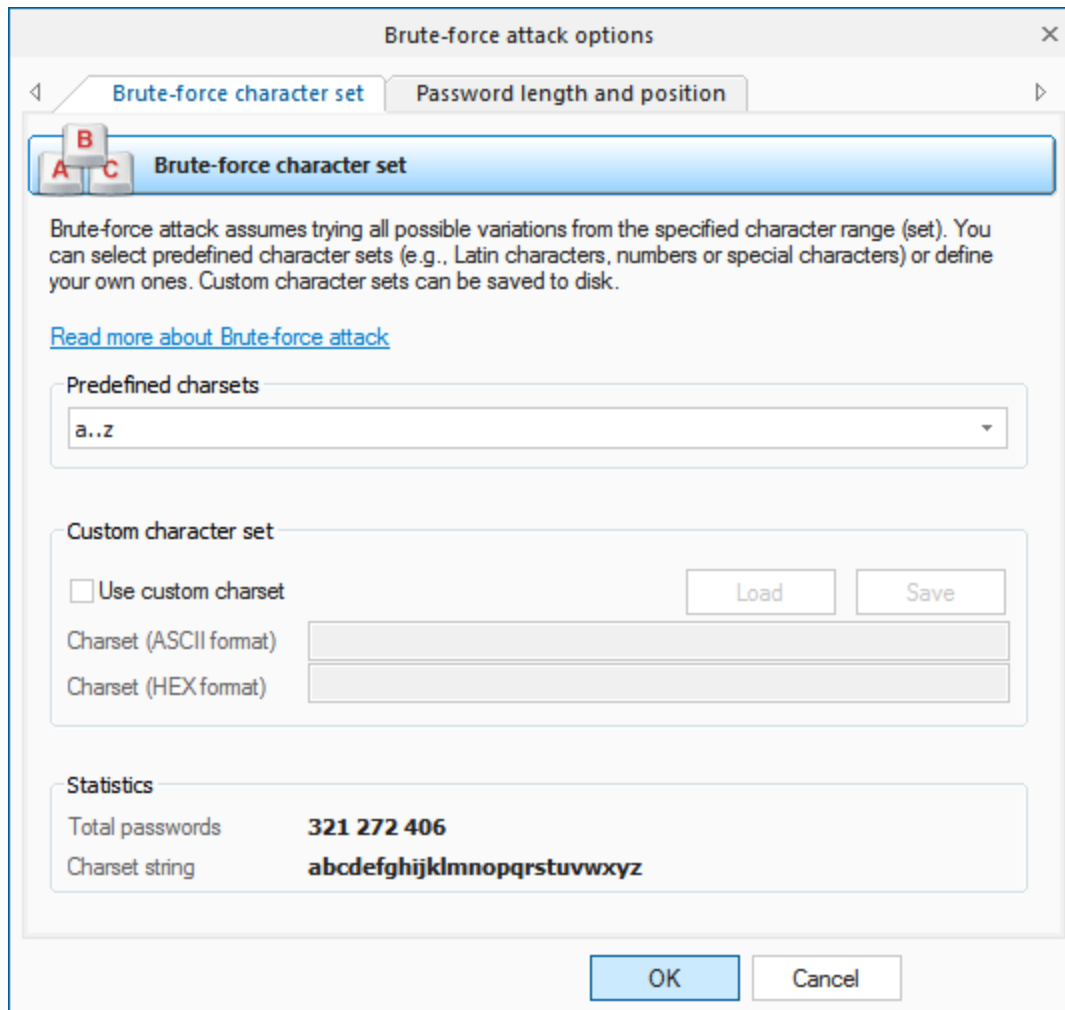 Brute-force attack options
Brute-force character set
Password length and position
B
A C
Brute-force character set
Brute-force attack assumes trying all possible variations from the specified character range (set). You
can select predefined character sets (e.g., Latin characters, numbers or special characters) or define
your own ones. Custom character sets can be saved to disk.
Read more about Brute-force attack
Predefined charsets
a..z
Custom character set
Use custom charset
Load
Save
Charset (ASCII format)
Charset (HEX format)
Statistics
Total passwords 321 272 406
Charset string abcdefghijklmnopqrstuvwxyz
OK
Cancel